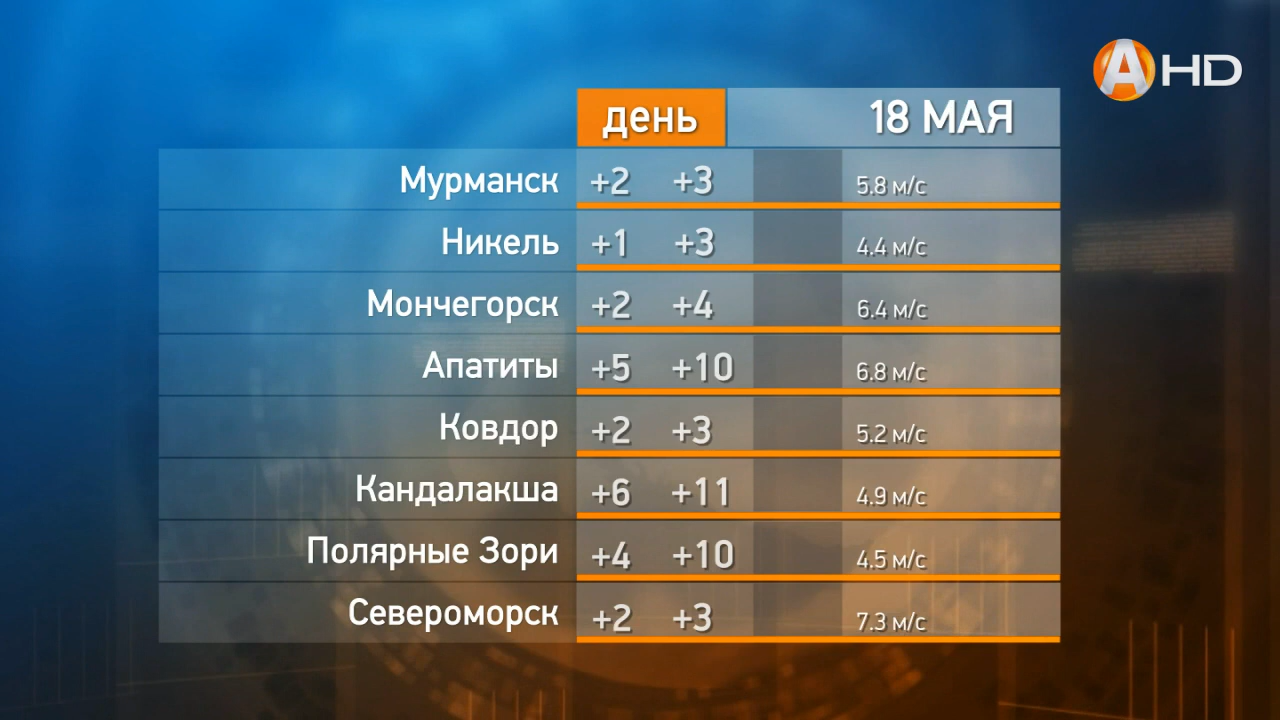 А HD
день 18 МАЯ
Мурманск +2 +3 5.8 м/с
Никель +1 +3 4.4 м/с
Мончегорск +2 +4 6.4 м/с
Апатиты +5 +10 6.8 м/с
Ковдор +2 +3 5.2 м/с
Кандалакша +6 +11 4.9 м/с
Полярные Зори +4 +10 4.5 м/с
Североморск +2 +3 7.3 м/с